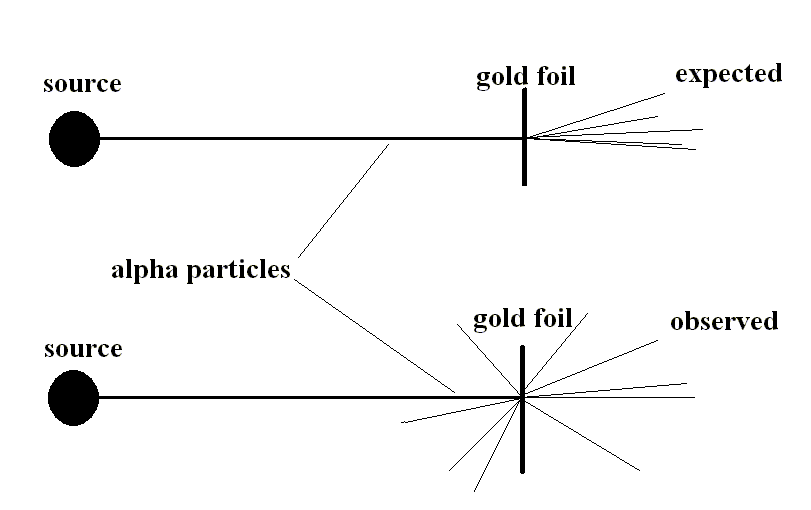 source
gold foil
expected
alpha particles
gold foil
observed
source